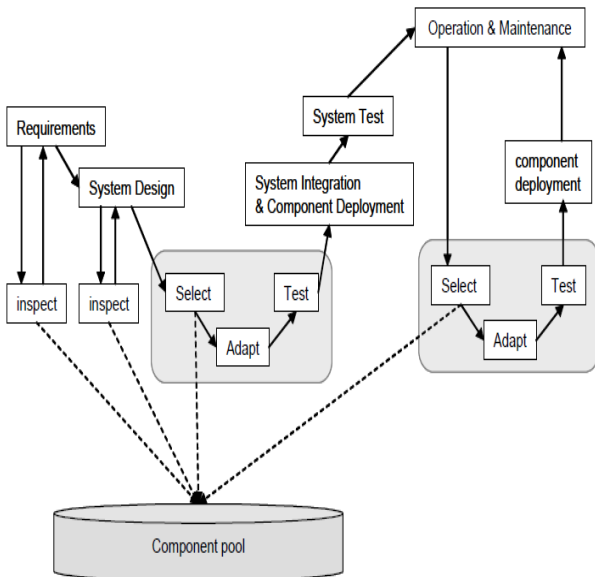 Operation & Maintenance
System Test
Requirements
System Design
System Integration
& Component Deployment
component
deployment
inspect
inspect
Select
Test
Adapt
Select
Test
Adapt
Component pool